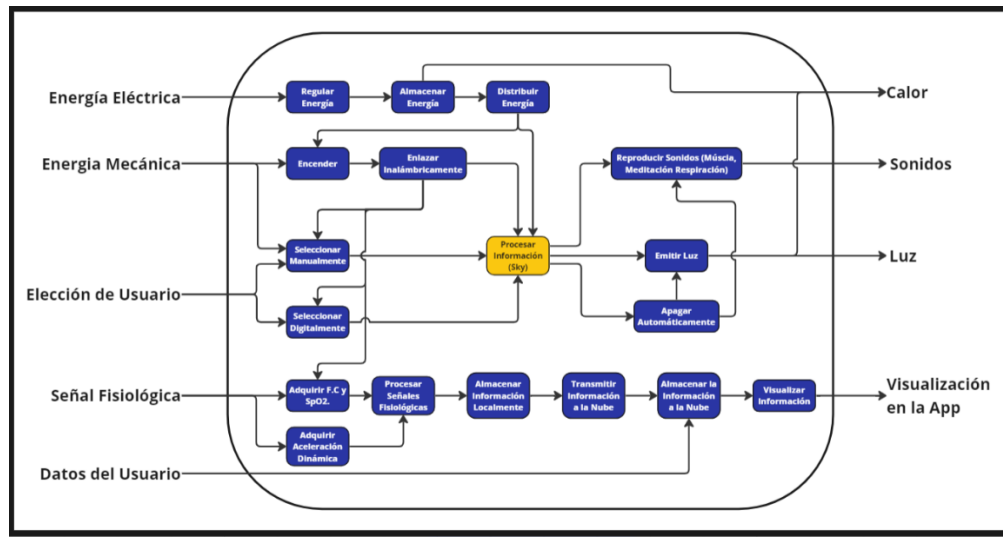 Energía Eléctrica
Regular
Energía
Almacenar
Energía
Distribuir
Energía
Calor
Energia Mecánica
Encender
Enlazar
Inalámbricamente
Reproducir Sonidos (Múscia,
Meditación Respiración)
Sonidos
Seleccionar
Manualmente
Procesar
Información
(Sky)
Emitir Luz
Luz
Elección de Usuario
Seleccionar
Digitalmente
Apagar
Automáticamente
Señal Fisiológica
Adquirir F.C y
SpO2.
Procesar
Señales
Fisiológicas
Almacenar
Información
Localmente
Transmitir
Información
a la Nube
Almacenar la
Información
a la Nube
Visualizar
Información
Visualización
en la App
Adquirir
Aceleración
Dinámica
Datos del Usuario